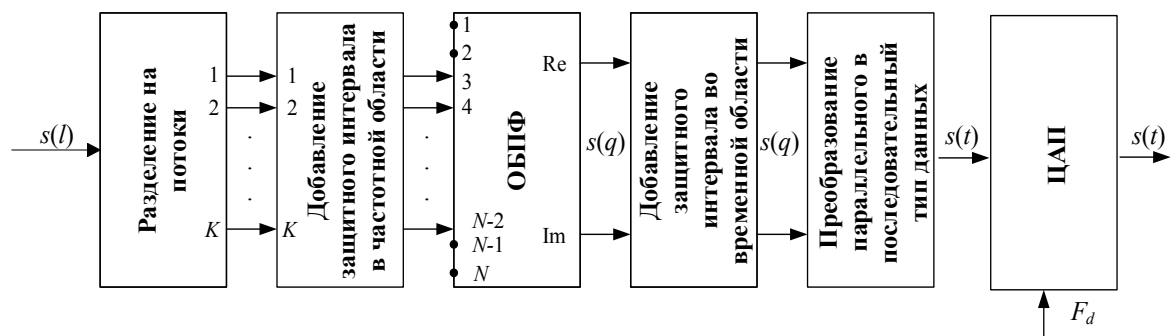 s(l)
Разделение на
потоки
1
2
K
1
2
K
Добавление
защитного интервала
в частотной области
1
2
3
4
N-2
N-1
N
ОБПФ
Re
Im
s(q)
Добавление
защитного
интервала во
временной области
s(q)
Преобразование
параллельного в
последовательный
тип данных
s(t)
ЦАП
s(t)
F_d